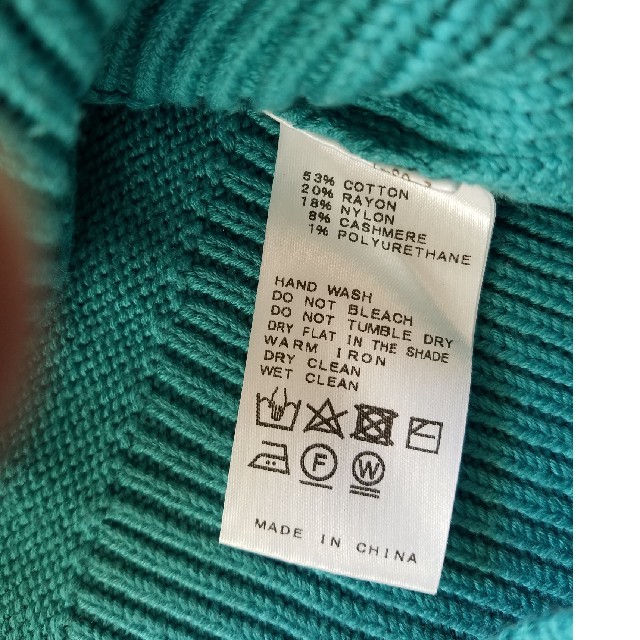 53% COTTON
20% RAYON
18% NYLON
8% CASHMERE
1% POLYURETHANE
HAND WASH
DO NOT BLEACH
DO NOT TUMBLE DRY
DRY FLAT IN THE SHADE
WARM IRON
DRY CLEAN
WET CLEAN
F
W
MADE IN CHINA